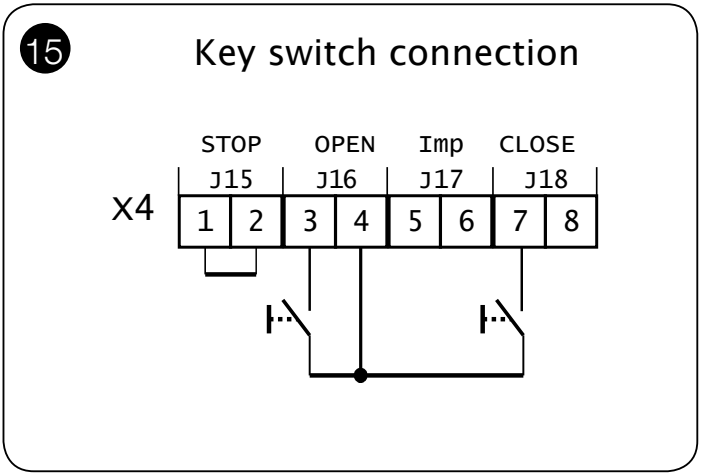 15 Key switch connection
STOP OPEN Imp CLOSE
J15 J16 J17 J18
X4 1 2 3 4 5 6 7 8